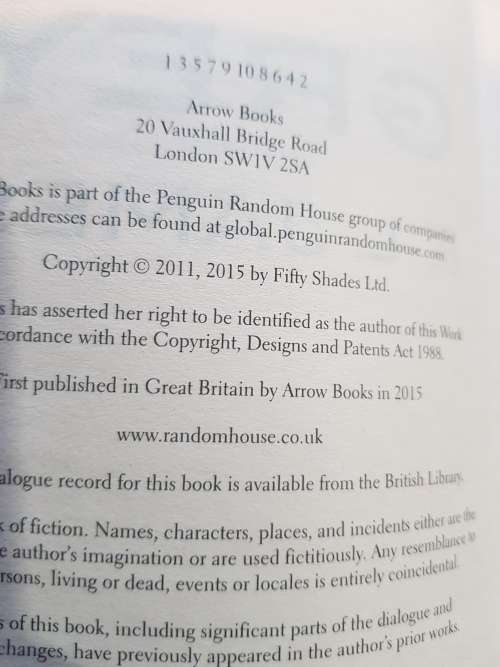 1 3 5 7 9 10 8 6 4 2
Arrow Books
20 Vauxhall Bridge Road
London SW1V 2SA
Books is part of the Penguin Random House group of companies
addresses can be found at global.penguinrandomhouse.com
Copyright © 2011, 2015 by Fifty Shades Ltd.
has asserted her right to be identified as the author of this Work
cordance with the Copyright, Designs and Patents Act 1988.
First published in Great Britain by Arrow Books in 2015
www.randomhouse.co.uk
alogue record for this book is available from the British Library.
of fiction. Names, characters, places, and incidents either are the
author's imagination or are used fictitiously. Any resemblance to
rsons, living or dead, events or locales is entirely coincidental.
of this book, including significant parts of the dialogue and
changes, have previously appeared in the author's prior works.